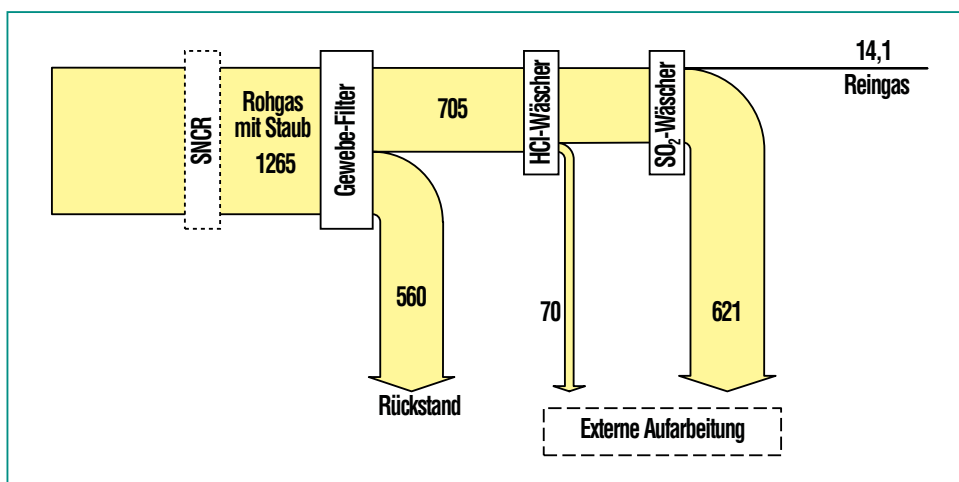 SNCR
Rohgas
mit Staub
1265
Gewebe-Filter
705
HCl-Wäscher
SO₂-Wäscher
14,1
Reingas
560
Rückstand
70
621
Externe Aufarbeitung